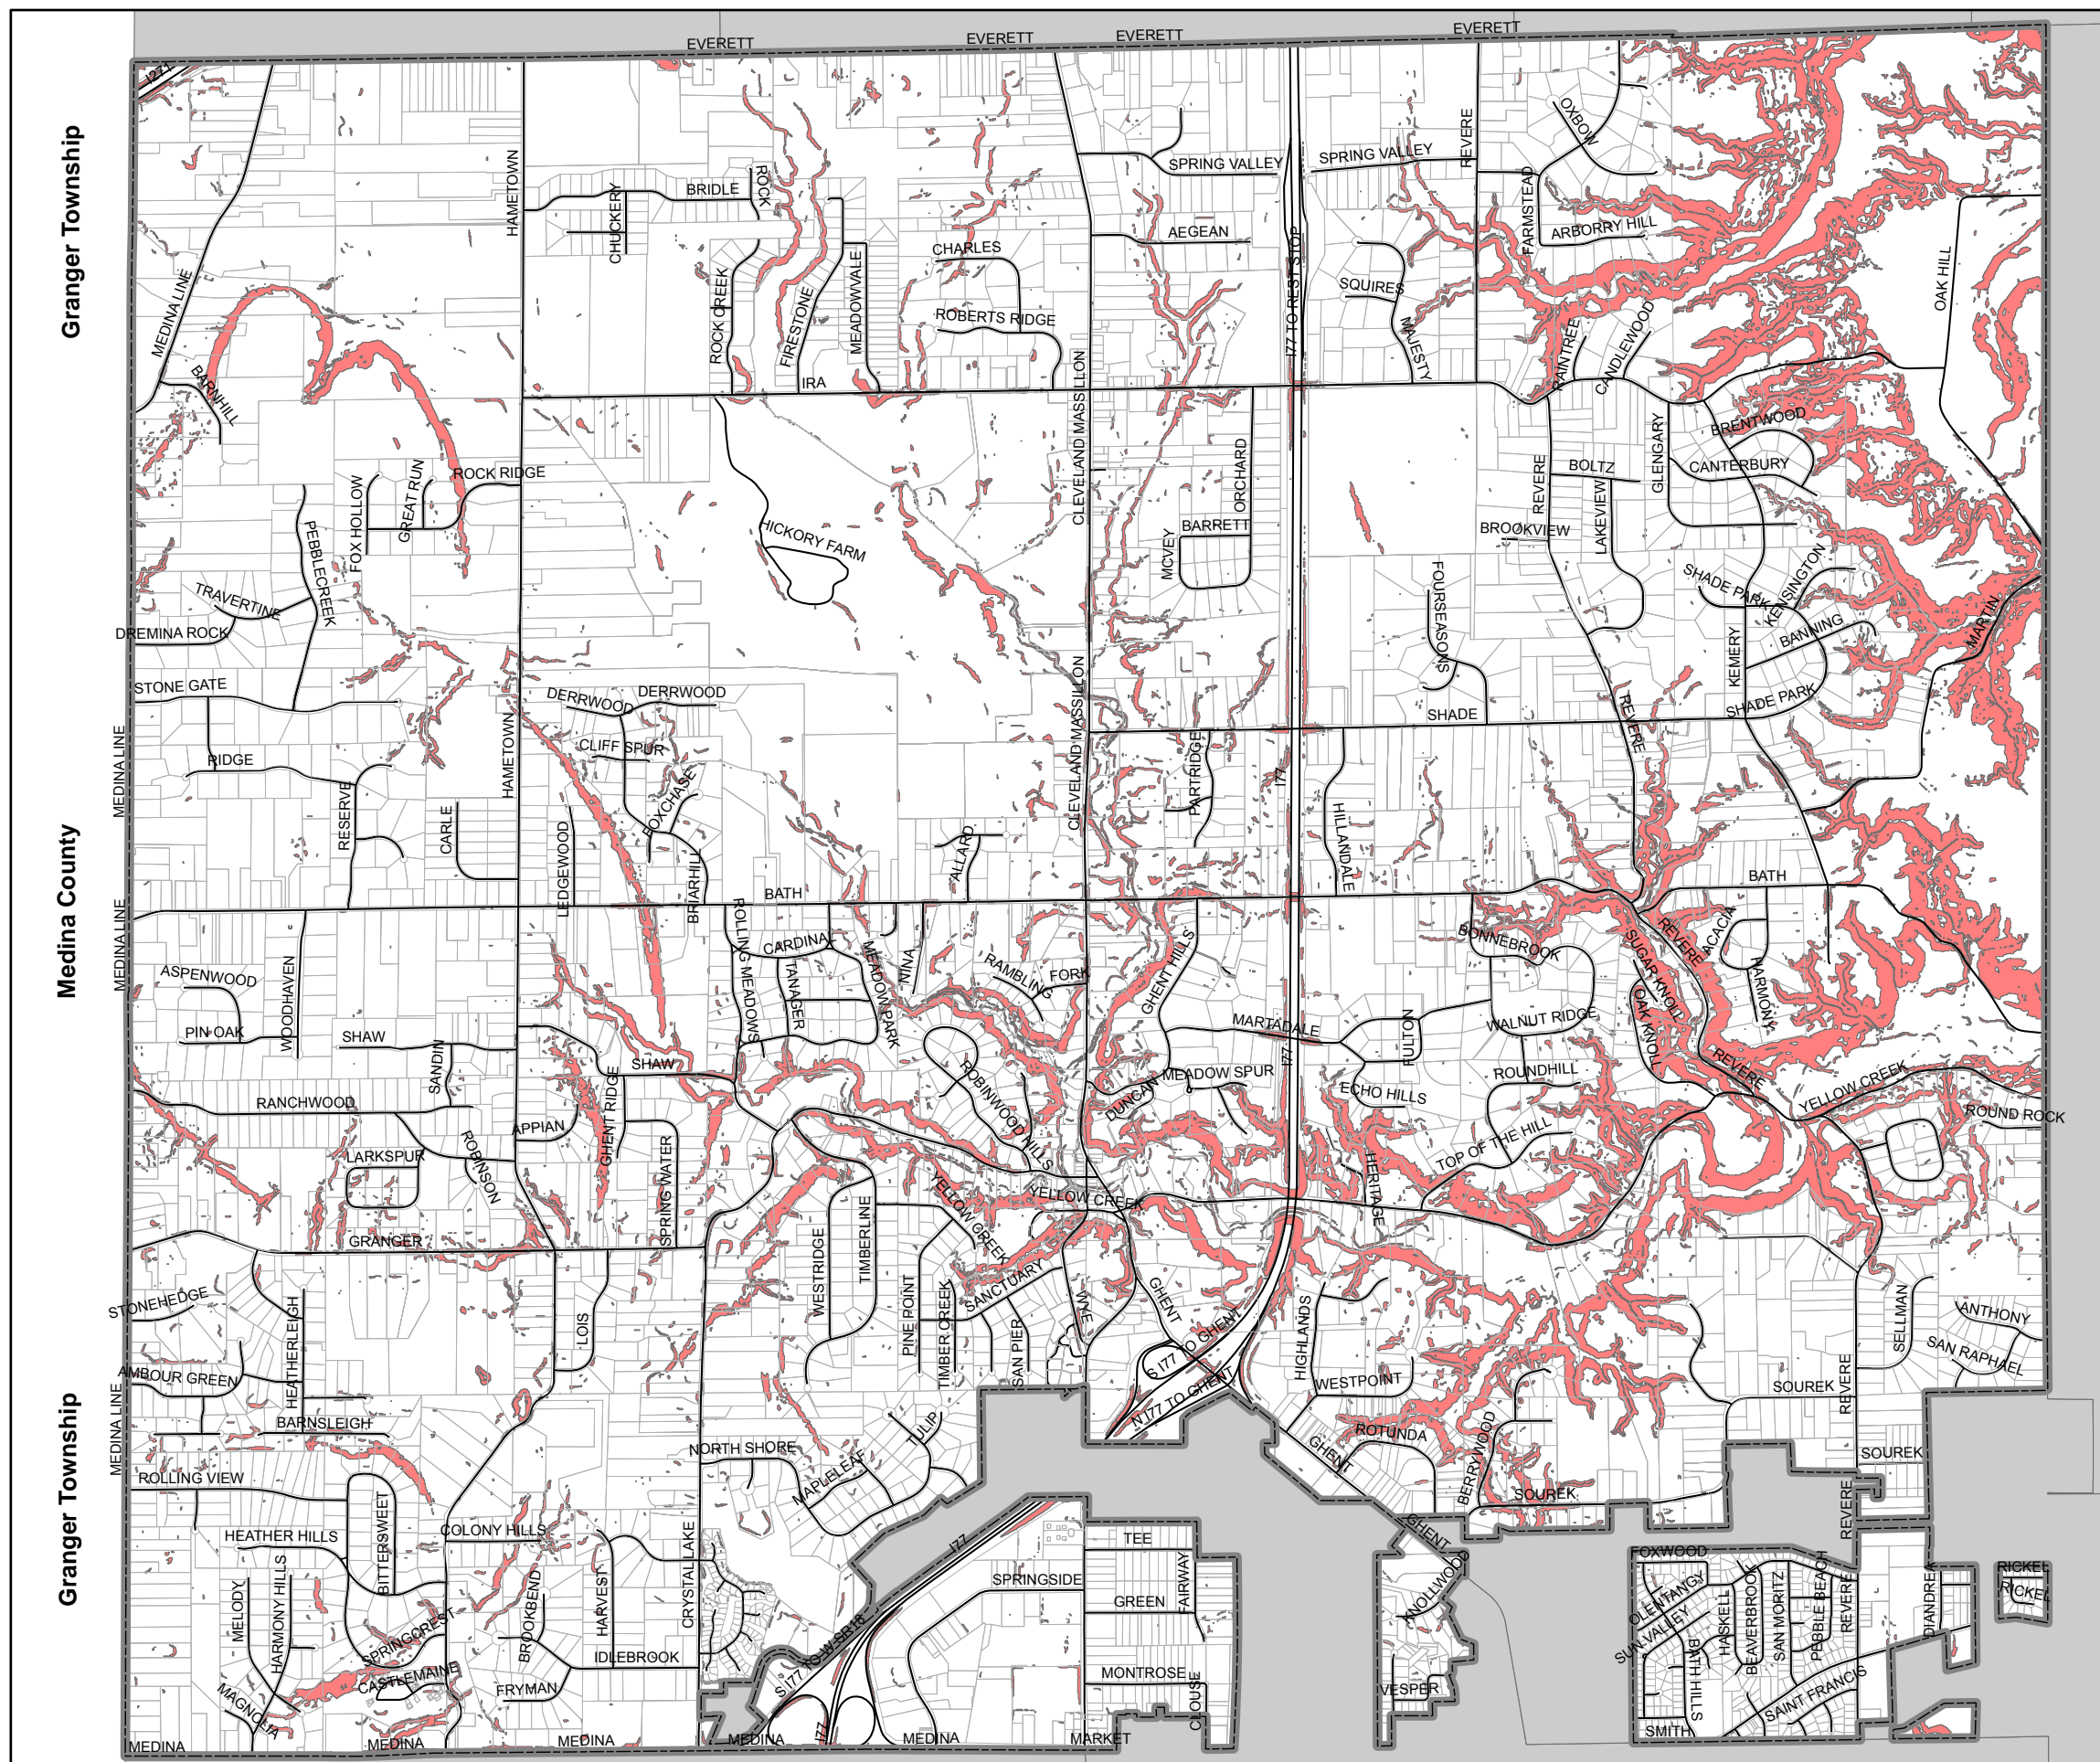 EVERETT
EVERETT
EVERETT
EVERETT
I271
Granger Township
Medina County
Granger Township
MEDINA LINE
HAMETOWN
BRIDLE
ROCK
CHUCKERY
SPRING VALLEY
SPRING VALLEY
REVERE
OXBOW
FARMSTEAD
ARBORRY HILL
AEGEAN
CHARLES
ROCK CREEK
FIRESTONE
MEADOWVALE
ROBERTS RIDGE
IRA
I77 TO REST STOP
SQUIRES
MAJESTY
RAINTREE
CANDLEWOOD
OAK HILL
BARNHILL
CLEVELAND MASSILLON
ORCHARD
BARRETT
MCVEY
BRENTWOOD
CANTERBURY
GLENGARY
BOLTZ
REVERE
LAKEVIEW
BROOKVIEW
ROCK RIDGE
GREAT RUN
FOX HOLLOW
PEBBLECREEK
HICKORY FARM
TRAVERTINE
DREMINA ROCK
FOURSEASONS
SHADE PARK
KENSINGTON
BANNING
MARTIN
KEMERY
SHADE PARK
SHADE
REVERE
STONE GATE
MEDINA LINE
RIDGE
RESERVE
CARLE
HAMETOWN
DERRWOOD
DERRWOOD
CLIFF SPUR
FOXCHASE
LEDGEWOOD
BRIARHILL
BATH
ALLARD
CLEVELAND MASSILLON
PARTRIDGE
I77
HILLANDALE
BATH
MEDINA LINE
ASPENWOOD
PIN OAK
WOODHAVEN
SHAW
SANDIN
RANCHWOOD
ROLLING MEADOWS
CARDINAL
TANAGER
MEADOW PARK
NINA
RAMBLING
FORK
GHENT HILLS
MARTADALE
BONNEBROOK
SUGAR KNOLL
OAK KNOLL
REVERE
ACACIA
HARMONY
FULTON
WALNUT RIDGE
ROUNDHILL
REVERE
YELLOW CREEK
ROUND ROCK
SHAW
GHENT RIDGE
APPIAN
SPRING WATER
ROBINWOOD HILLS
DUNCAN
MEADOW SPUR
I77
ECHO HILLS
TOP OF THE HILL
HERITAGE
LARKSPUR
ROBINSON
GRANGER
YELLOW CREEK
YELLOW CREEK
WESTRIDGE
TIMBERLINE
PINE POINT
TIMBER CREEK
SANCTUARY
SAN PIER
WYE
GHENT
S I77 TO GHENT
N I77 TO GHENT
HIGHLANDS
WESTPOINT
ROTUNDA
GHENT
BERRYWOOD
SOUREK
SOUREK
SOUREK
REVERE
SELLMAN
ANTHONY
SAN RAPHAEL
STONEHEDGE
AMBOUR GREEN
HEATHERLEIGH
BARNSLEIGH
MEDINA LINE
LOIS
ROLLING VIEW
NORTH SHORE
MAPLELEAF
TULIP
HEATHER HILLS
BITTERSWEET
COLONY HILLS
MELODY
HARMONY HILLS
SPRINGCREST
CASTLEMAINE
MAGNOLIA
BROOKBEND
HARVEST
IDLEBROOK
FRYMAN
CRYSTAL LAKE
I77
S I77 TO W SR18
SPRINGSIDE
TEE
GREEN
FAIRWAY
MONTROSE
CLOUSE
GHENT
KNOLLWOOD
VESPER
REVERE
FOXWOOD
OLENTANGY
SUN VALLEY
BATH HILLS
HASKELL
BEAVERBROOK
SAN MORITZ
PEBBLE BEACH
REVERE
SAINT FRANCIS
SMITH
DIANDREA
RICKEL
RICKEL
MEDINA
MEDINA
MEDINA
MEDINA
I77
MEDINA
MARKET